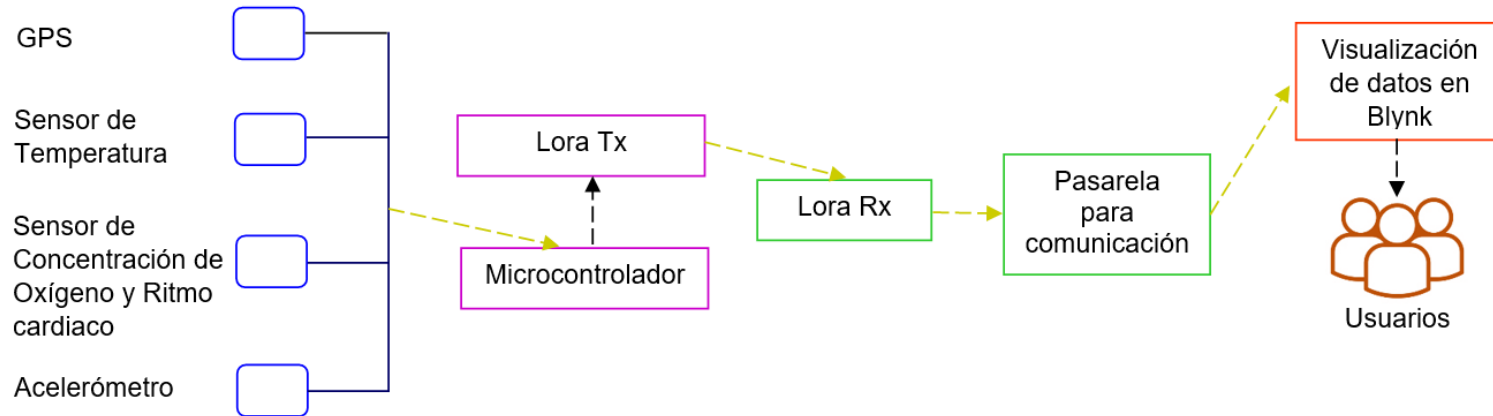 GPS
Sensor de
Temperatura
Sensor de
Concentración de
Oxígeno y Ritmo
cardiaco
Acelerómetro
Lora Tx
Microcontrolador
Lora Rx
Pasarela
para
comunicación
Visualización
de datos en
Blynk
Usuarios